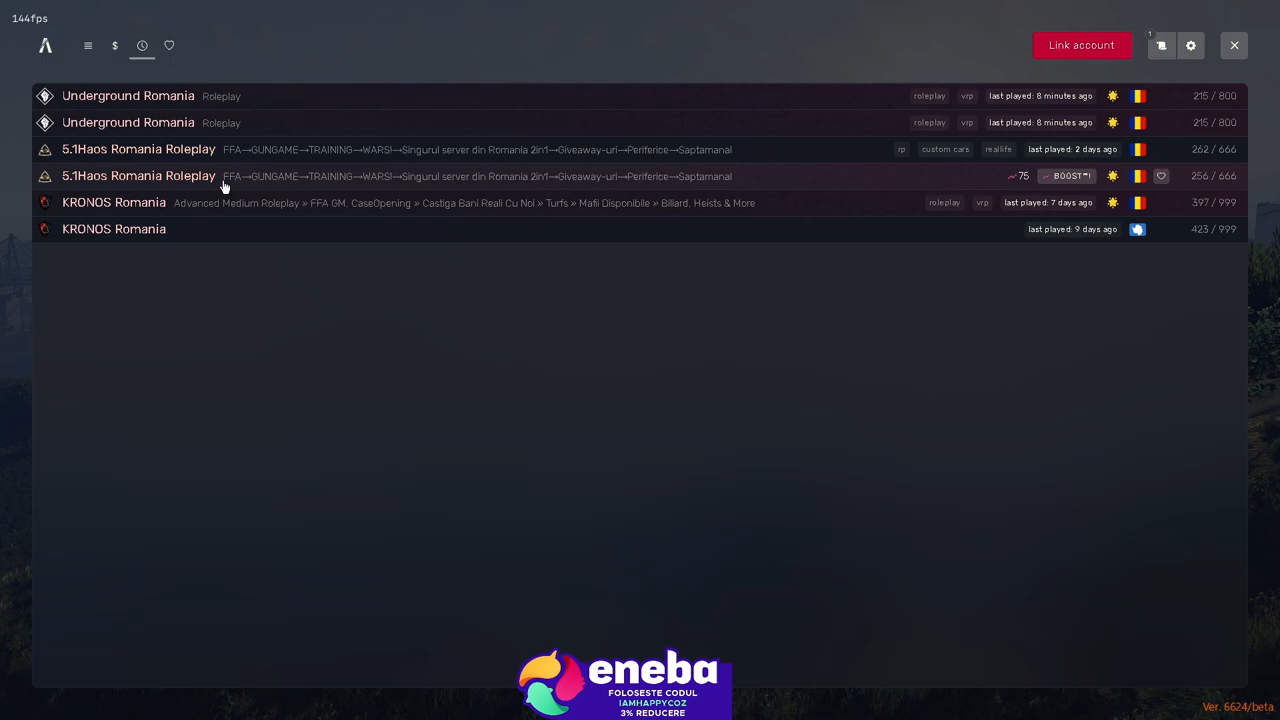 144fps
$
Link account
1
Underground Romania Roleplay roleplay vrp last played: 8 minutes ago 215 / 800
Underground Romania Roleplay roleplay vrp last played: 8 minutes ago 215 / 800
5.1Haos Romania Roleplay FFA→GUNGAME→TRAINING→WARS!→Singurul server din Romania 2in1→Giveaway-uri→Periferice→Saptamanal rp custom cars reallife last played: 2 days ago 262 / 666
5.1Haos Romania Roleplay FFA→GUNGAME→TRAINING→WARS!→Singurul server din Romania 2in1→Giveaway-uri→Periferice→Saptamanal 75 BOOST™! 256 / 666
KRONOS Romania Advanced Medium Roleplay » FFA GM, CaseOpening » Castiga Bani Reali Cu Noi » Turfs » Mafii Disponibile » Biliard, Heists & More roleplay vrp last played: 7 days ago 397 / 999
KRONOS Romania last played: 9 days ago 423 / 999
eneba
FOLOSESTE CODUL
IAMHAPPYCOZ
3% REDUCERE
Ver. 6624/beta